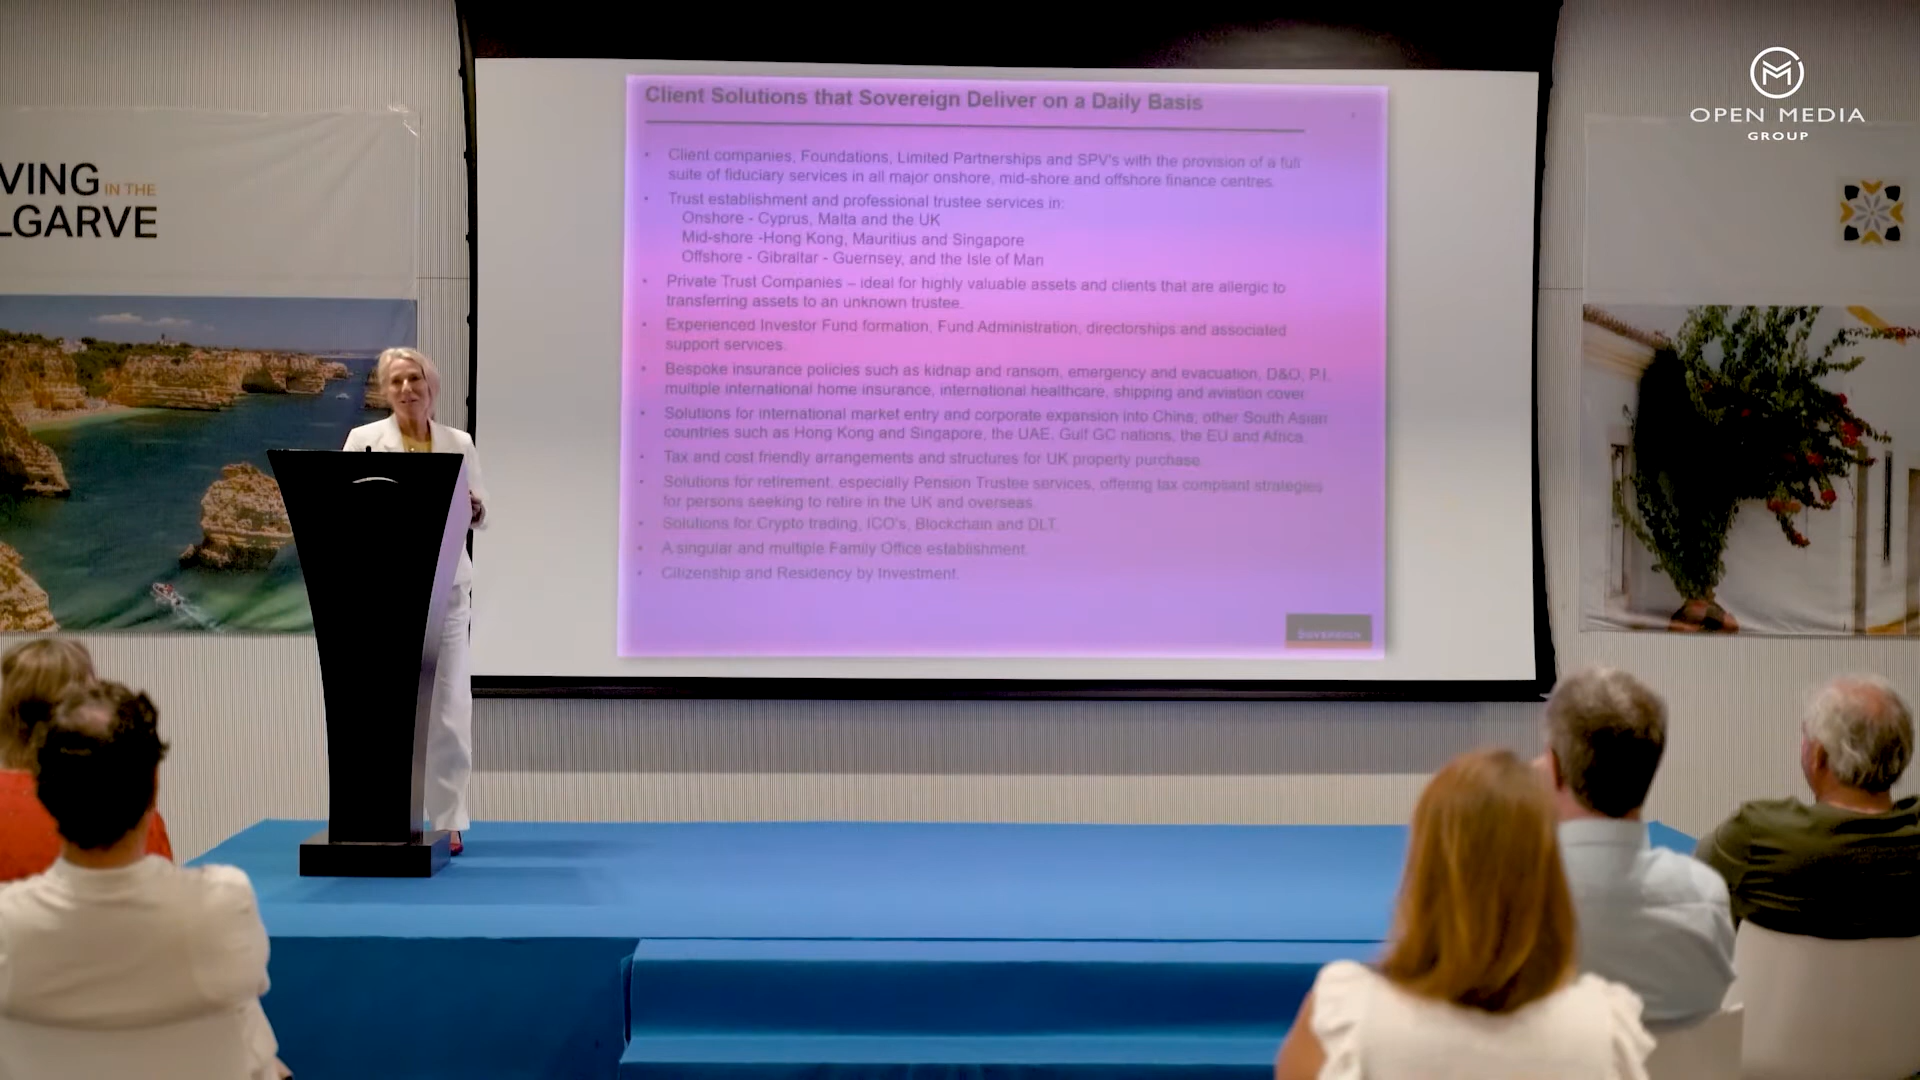 OPEN MEDIA
GROUP
VING IN THE
LGARVE
Client Solutions that Sovereign Deliver on a Daily Basis
• Client companies, Foundations, Limited Partnerships and SPV's with the provision of a full
suite of fiduciary services in all major onshore, mid-shore and offshore finance centres.
• Trust establishment and professional trustee services in:
Onshore - Cyprus, Malta and the UK
Mid-shore -Hong Kong, Mauritius and Singapore
Offshore - Gibraltar - Guernsey, and the Isle of Man
• Private Trust Companies – ideal for highly valuable assets and clients that are allergic to
transferring assets to an unknown trustee.
• Experienced Investor Fund formation, Fund Administration, directorships and associated
support services.
• Bespoke insurance policies such as kidnap and ransom, emergency and evacuation, D&O, P.I.
multiple international home insurance, international healthcare, shipping and aviation cover
• Solutions for international market entry and corporate expansion into China, other South Asian
countries such as Hong Kong and Singapore, the UAE, Gulf GC nations, the EU and Africa.
• Tax and cost friendly arrangements and structures for UK property purchase.
• Solutions for retirement, especially Pension Trustee services, offering tax compliant strategies
for persons seeking to retire in the UK and overseas.
• Solutions for Crypto trading, ICO's, Blockchain and DLT.
• A singular and multiple Family Office establishment.
• Citizenship and Residency by Investment.
SOVEREIGN